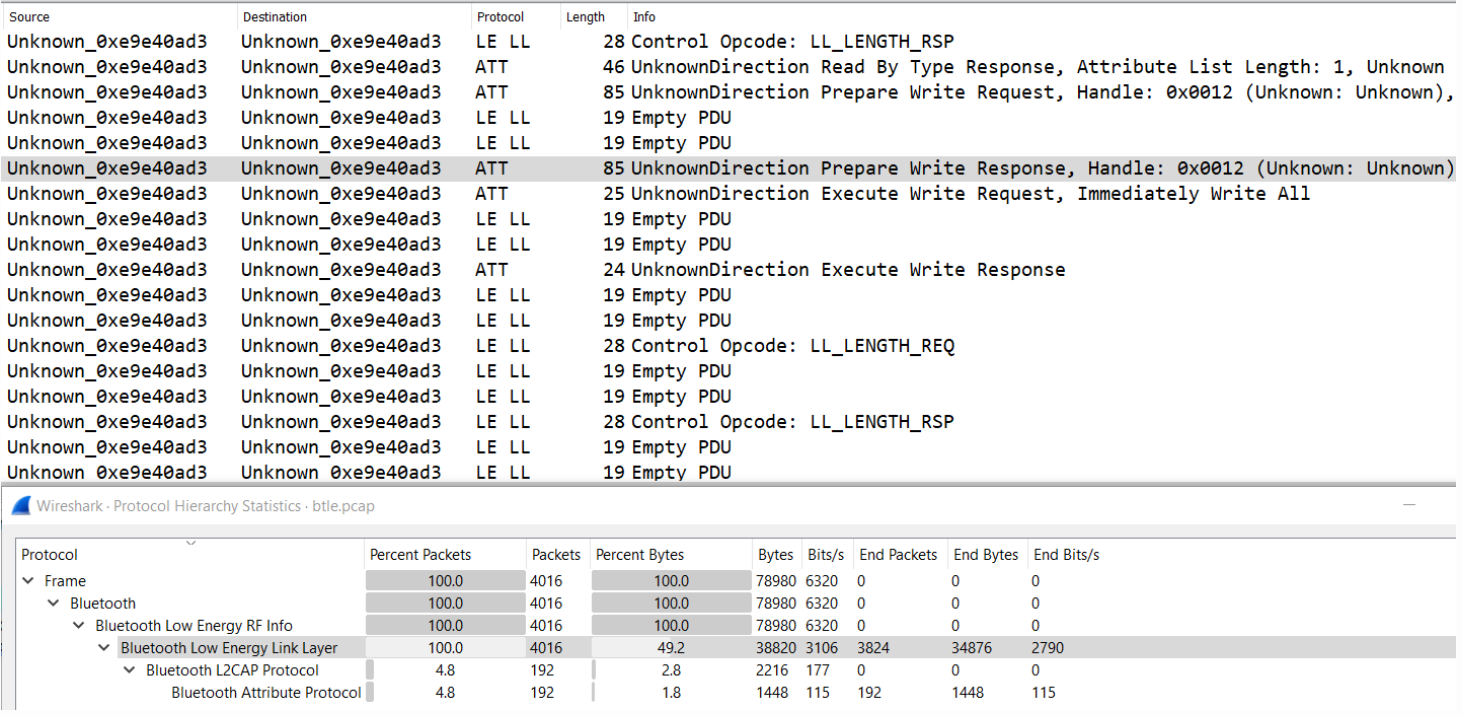 Source Destination Protocol Length Info
Unknown_0xe9e40ad3 Unknown_0xe9e40ad3 LE LL 28 Control Opcode: LL_LENGTH_RSP
Unknown_0xe9e40ad3 Unknown_0xe9e40ad3 ATT 46 UnknownDirection Read By Type Response, Attribute List Length: 1, Unknown
Unknown_0xe9e40ad3 Unknown_0xe9e40ad3 ATT 85 UnknownDirection Prepare Write Request, Handle: 0x0012 (Unknown: Unknown),
Unknown_0xe9e40ad3 Unknown_0xe9e40ad3 LE LL 19 Empty PDU
Unknown_0xe9e40ad3 Unknown_0xe9e40ad3 LE LL 19 Empty PDU
Unknown_0xe9e40ad3 Unknown_0xe9e40ad3 ATT 85 UnknownDirection Prepare Write Response, Handle: 0x0012 (Unknown: Unknown)
Unknown_0xe9e40ad3 Unknown_0xe9e40ad3 ATT 25 UnknownDirection Execute Write Request, Immediately Write All
Unknown_0xe9e40ad3 Unknown_0xe9e40ad3 LE LL 19 Empty PDU
Unknown_0xe9e40ad3 Unknown_0xe9e40ad3 LE LL 19 Empty PDU
Unknown_0xe9e40ad3 Unknown_0xe9e40ad3 ATT 24 UnknownDirection Execute Write Response
Unknown_0xe9e40ad3 Unknown_0xe9e40ad3 LE LL 19 Empty PDU
Unknown_0xe9e40ad3 Unknown_0xe9e40ad3 LE LL 19 Empty PDU
Unknown_0xe9e40ad3 Unknown_0xe9e40ad3 LE LL 28 Control Opcode: LL_LENGTH_REQ
Unknown_0xe9e40ad3 Unknown_0xe9e40ad3 LE LL 19 Empty PDU
Unknown_0xe9e40ad3 Unknown_0xe9e40ad3 LE LL 19 Empty PDU
Unknown_0xe9e40ad3 Unknown_0xe9e40ad3 LE LL 28 Control Opcode: LL_LENGTH_RSP
Unknown_0xe9e40ad3 Unknown_0xe9e40ad3 LE LL 19 Empty PDU
Unknown_0xe9e40ad3 Unknown_0xe9e40ad3 LE LL 19 Empty PDU
Wireshark · Protocol Hierarchy Statistics · btle.pcap
Protocol Percent Packets Packets Percent Bytes Bytes Bits/s End Packets End Bytes End Bits/s
Frame 100.0 4016 100.0 78980 6320 0 0 0
Bluetooth 100.0 4016 100.0 78980 6320 0 0 0
Bluetooth Low Energy RF Info 100.0 4016 100.0 78980 6320 0 0 0
Bluetooth Low Energy Link Layer 100.0 4016 49.2 38820 3106 3824 34876 2790
Bluetooth L2CAP Protocol 4.8 192 2.8 2216 177 0 0 0
Bluetooth Attribute Protocol 4.8 192 1.8 1448 115 192 1448 115